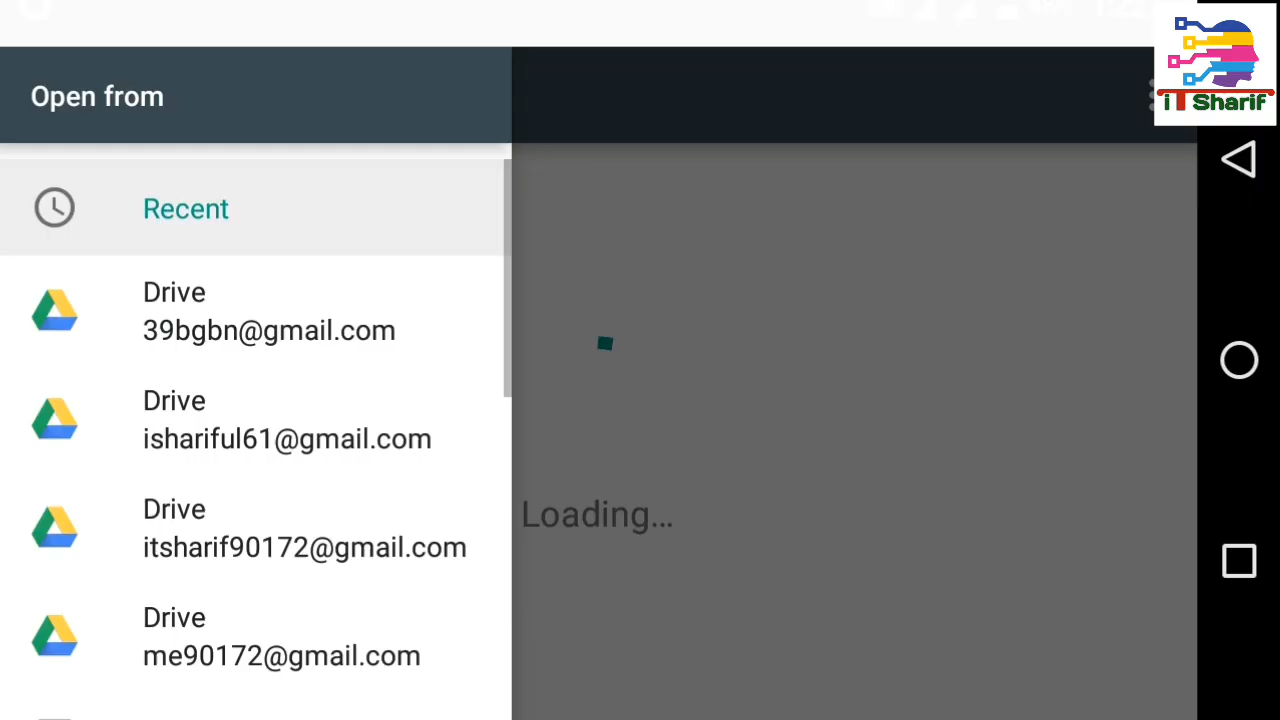 Open from
iT Sharif
Recent
Drive
39bgbn@gmail.com
Drive
ishariful61@gmail.com
Drive
itsharif90172@gmail.com
Drive
me90172@gmail.com
Loading...